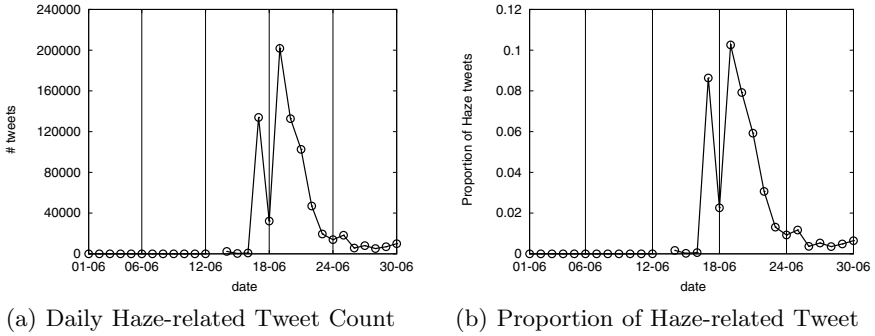 240000
200000
160000
120000
80000
40000
0
# tweets
01-06 06-06 12-06 18-06 24-06 30-06
date
(a) Daily Haze-related Tweet Count
0.12
0.1
0.08
0.06
0.04
0.02
0
Proportion of Haze tweets
01-06 06-06 12-06 18-06 24-06 30-06
date
(b) Proportion of Haze-related Tweet